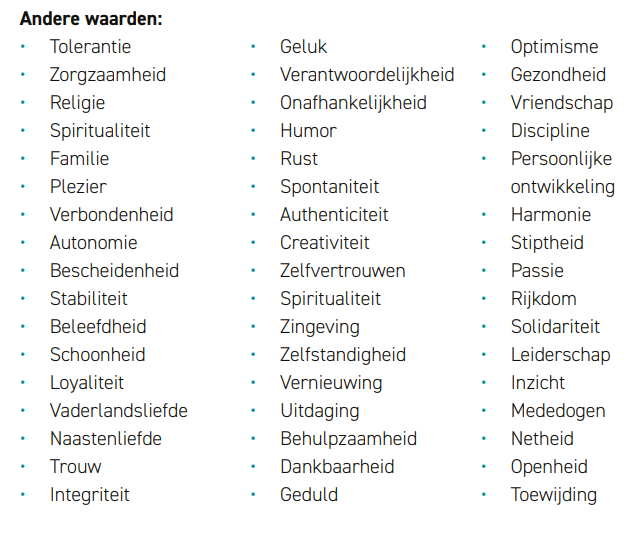 Andere waarden:
• Tolerantie
• Zorgzaamheid
• Religie
• Spiritualiteit
• Familie
• Plezier
• Verbondenheid
• Autonomie
• Bescheidenheid
• Stabiliteit
• Beleefdheid
• Schoonheid
• Loyaliteit
• Vaderlandsliefde
• Naastenliefde
• Trouw
• Integriteit
• Geluk
• Verantwoordelijkheid
• Onafhankelijkheid
• Humor
• Rust
• Spontaniteit
• Authenticiteit
• Creativiteit
• Zelfvertrouwen
• Spiritualiteit
• Zingeving
• Zelfstandigheid
• Vernieuwing
• Uitdaging
• Behulpzaamheid
• Dankbaarheid
• Geduld
• Optimisme
• Gezondheid
• Vriendschap
• Discipline
• Persoonlijke
ontwikkeling
• Harmonie
• Stiptheid
• Passie
• Rijkdom
• Solidariteit
• Leiderschap
• Inzicht
• Mededogen
• Netheid
• Openheid
• Toewijding